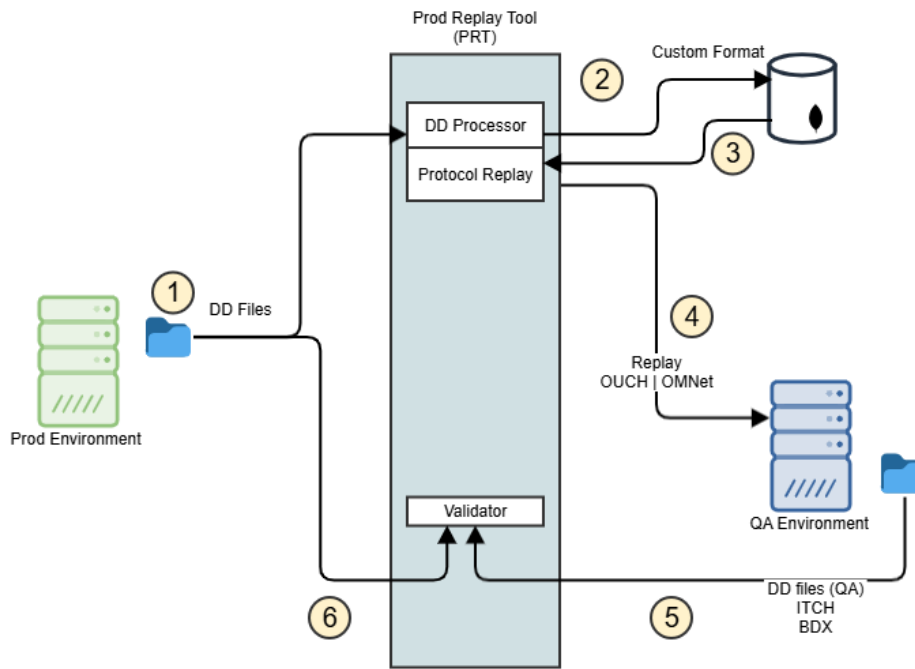 Prod Replay Tool
(PRT)
2
Custom Format
DD Processor
3
Protocol Replay
1
DD Files
4
Replay
OUCH | OMNet
Prod Environment
Validator
QA Environment
6
5
DD files (QA)
ITCH
BDX